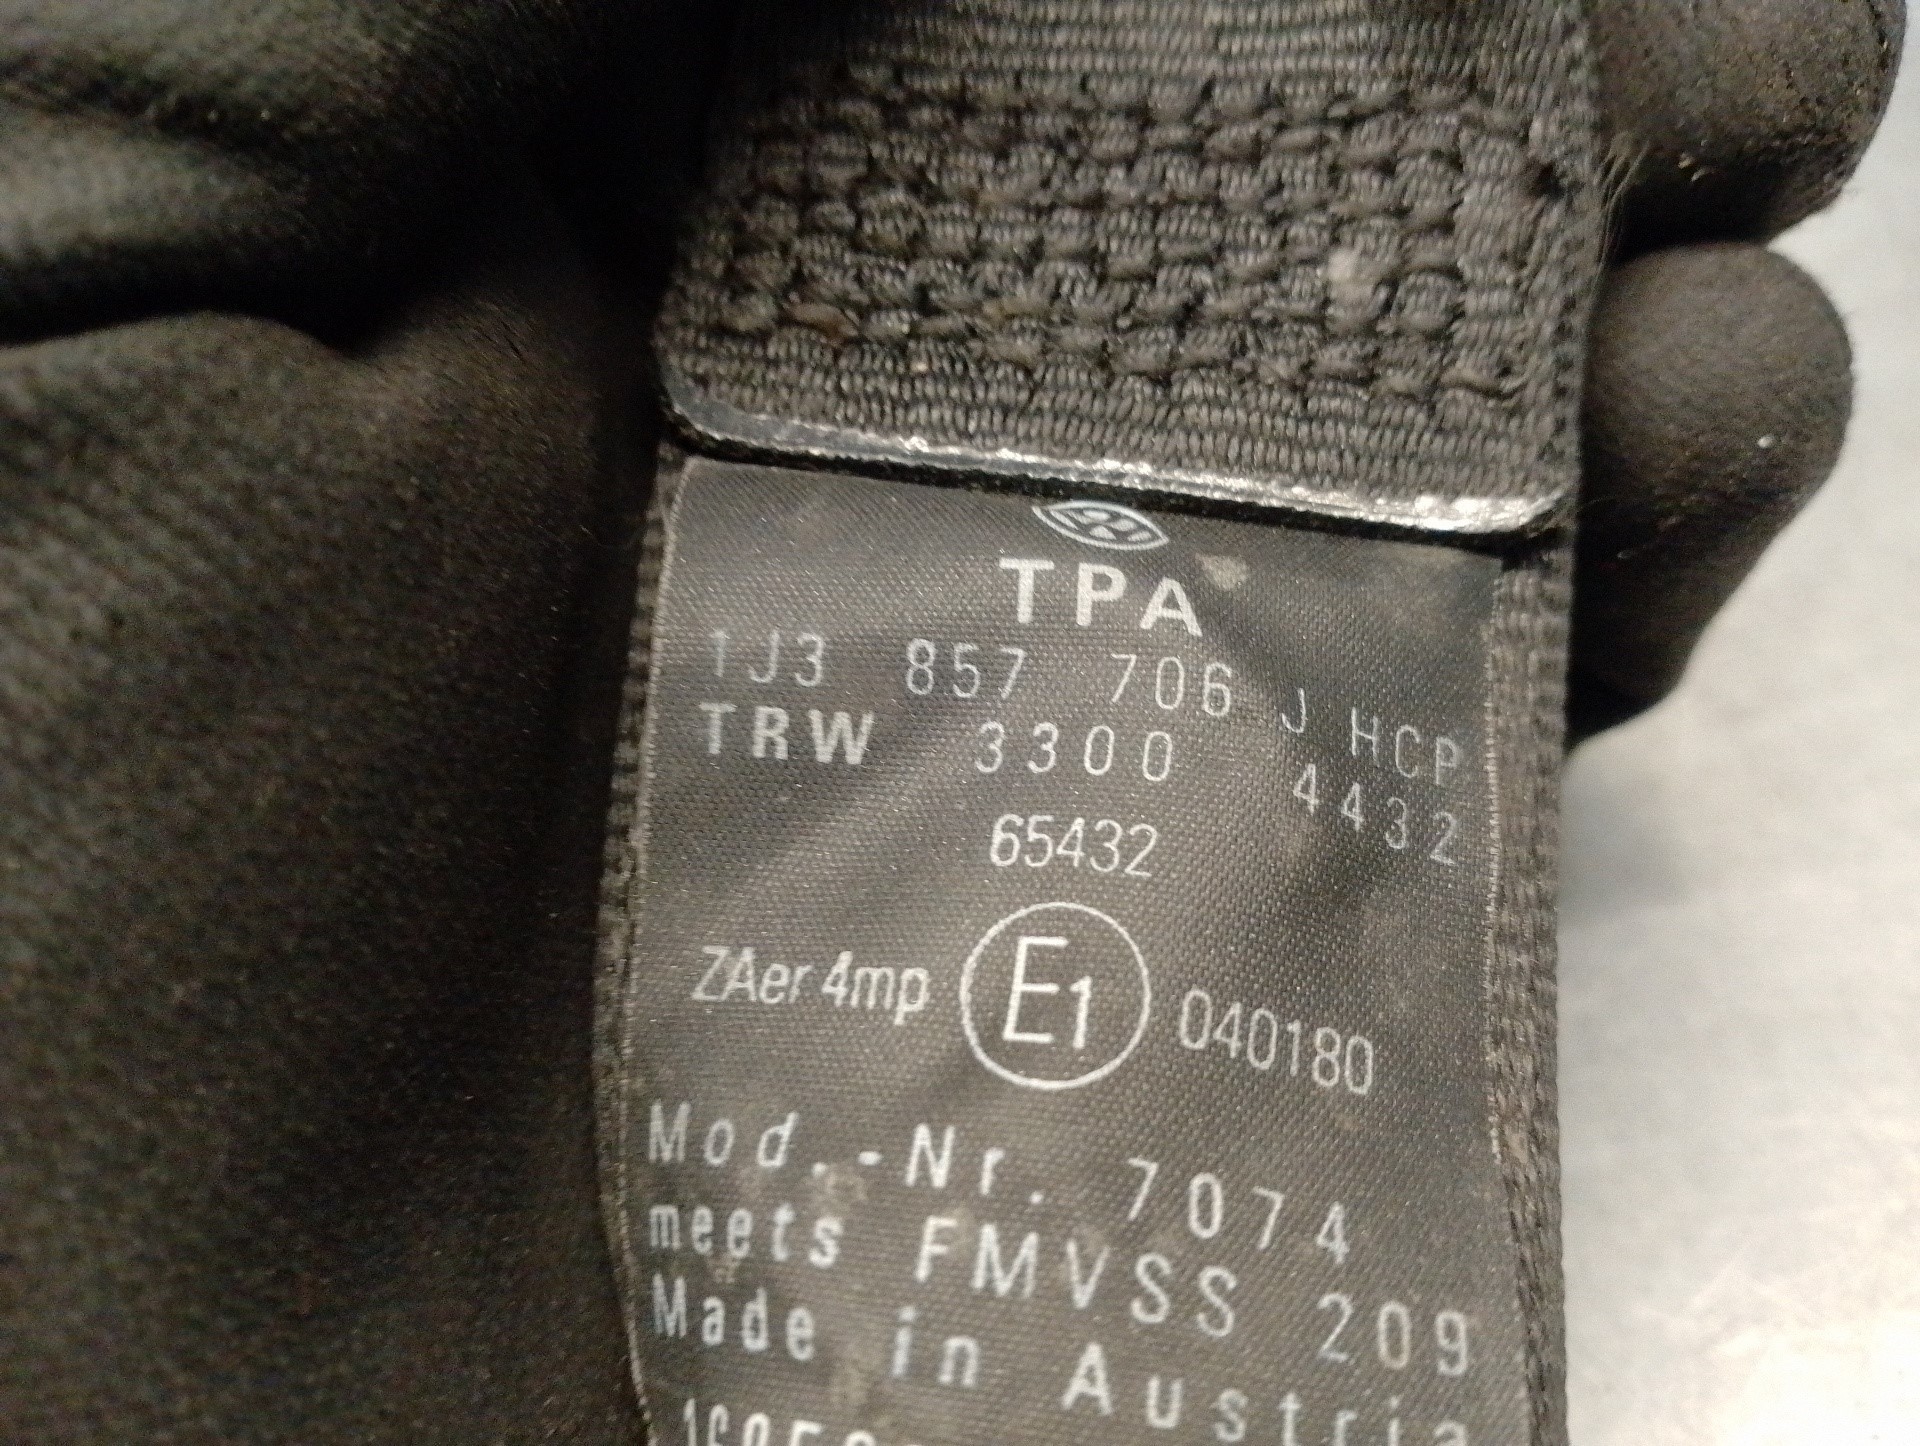 TPA
1J3 857 706 J HCP
TRW 3300 4432
65432
ZAer 4mp E1 040180
Mod.-Nr. 7074
meets FMVSS 209
Made in Austria